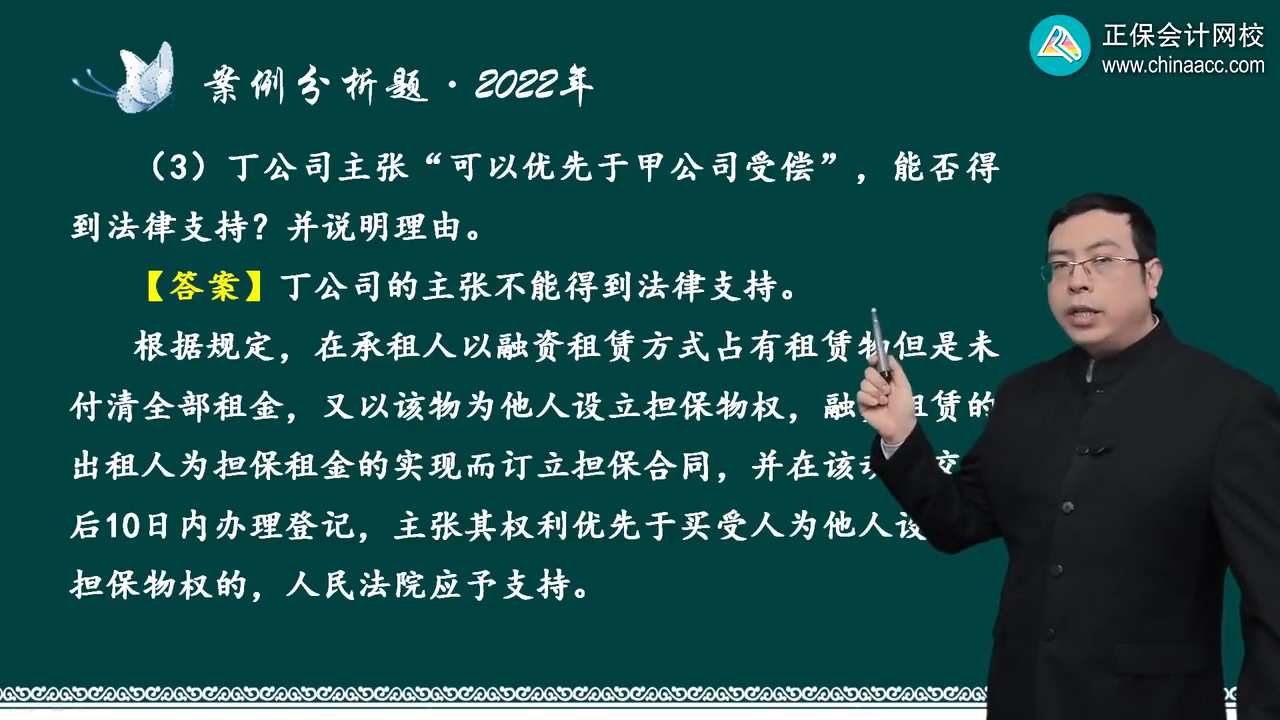 正保会计网校
www.chinaacc.com
案例分析题·2022年
（3）丁公司主张“可以优先于甲公司受偿”，能否得
到法律支持？并说明理由。
【答案】丁公司的主张不能得到法律支持。
根据规定，在承租人以融资租赁方式占有租赁物但是未
付清全部租金，又以该物为他人设立担保物权，融资租赁的
出租人为担保租金的实现而订立担保合同，并在该
后10日内办理登记，主张其权利优先于买受人为他人设
担保物权的，人民法院应予支持。